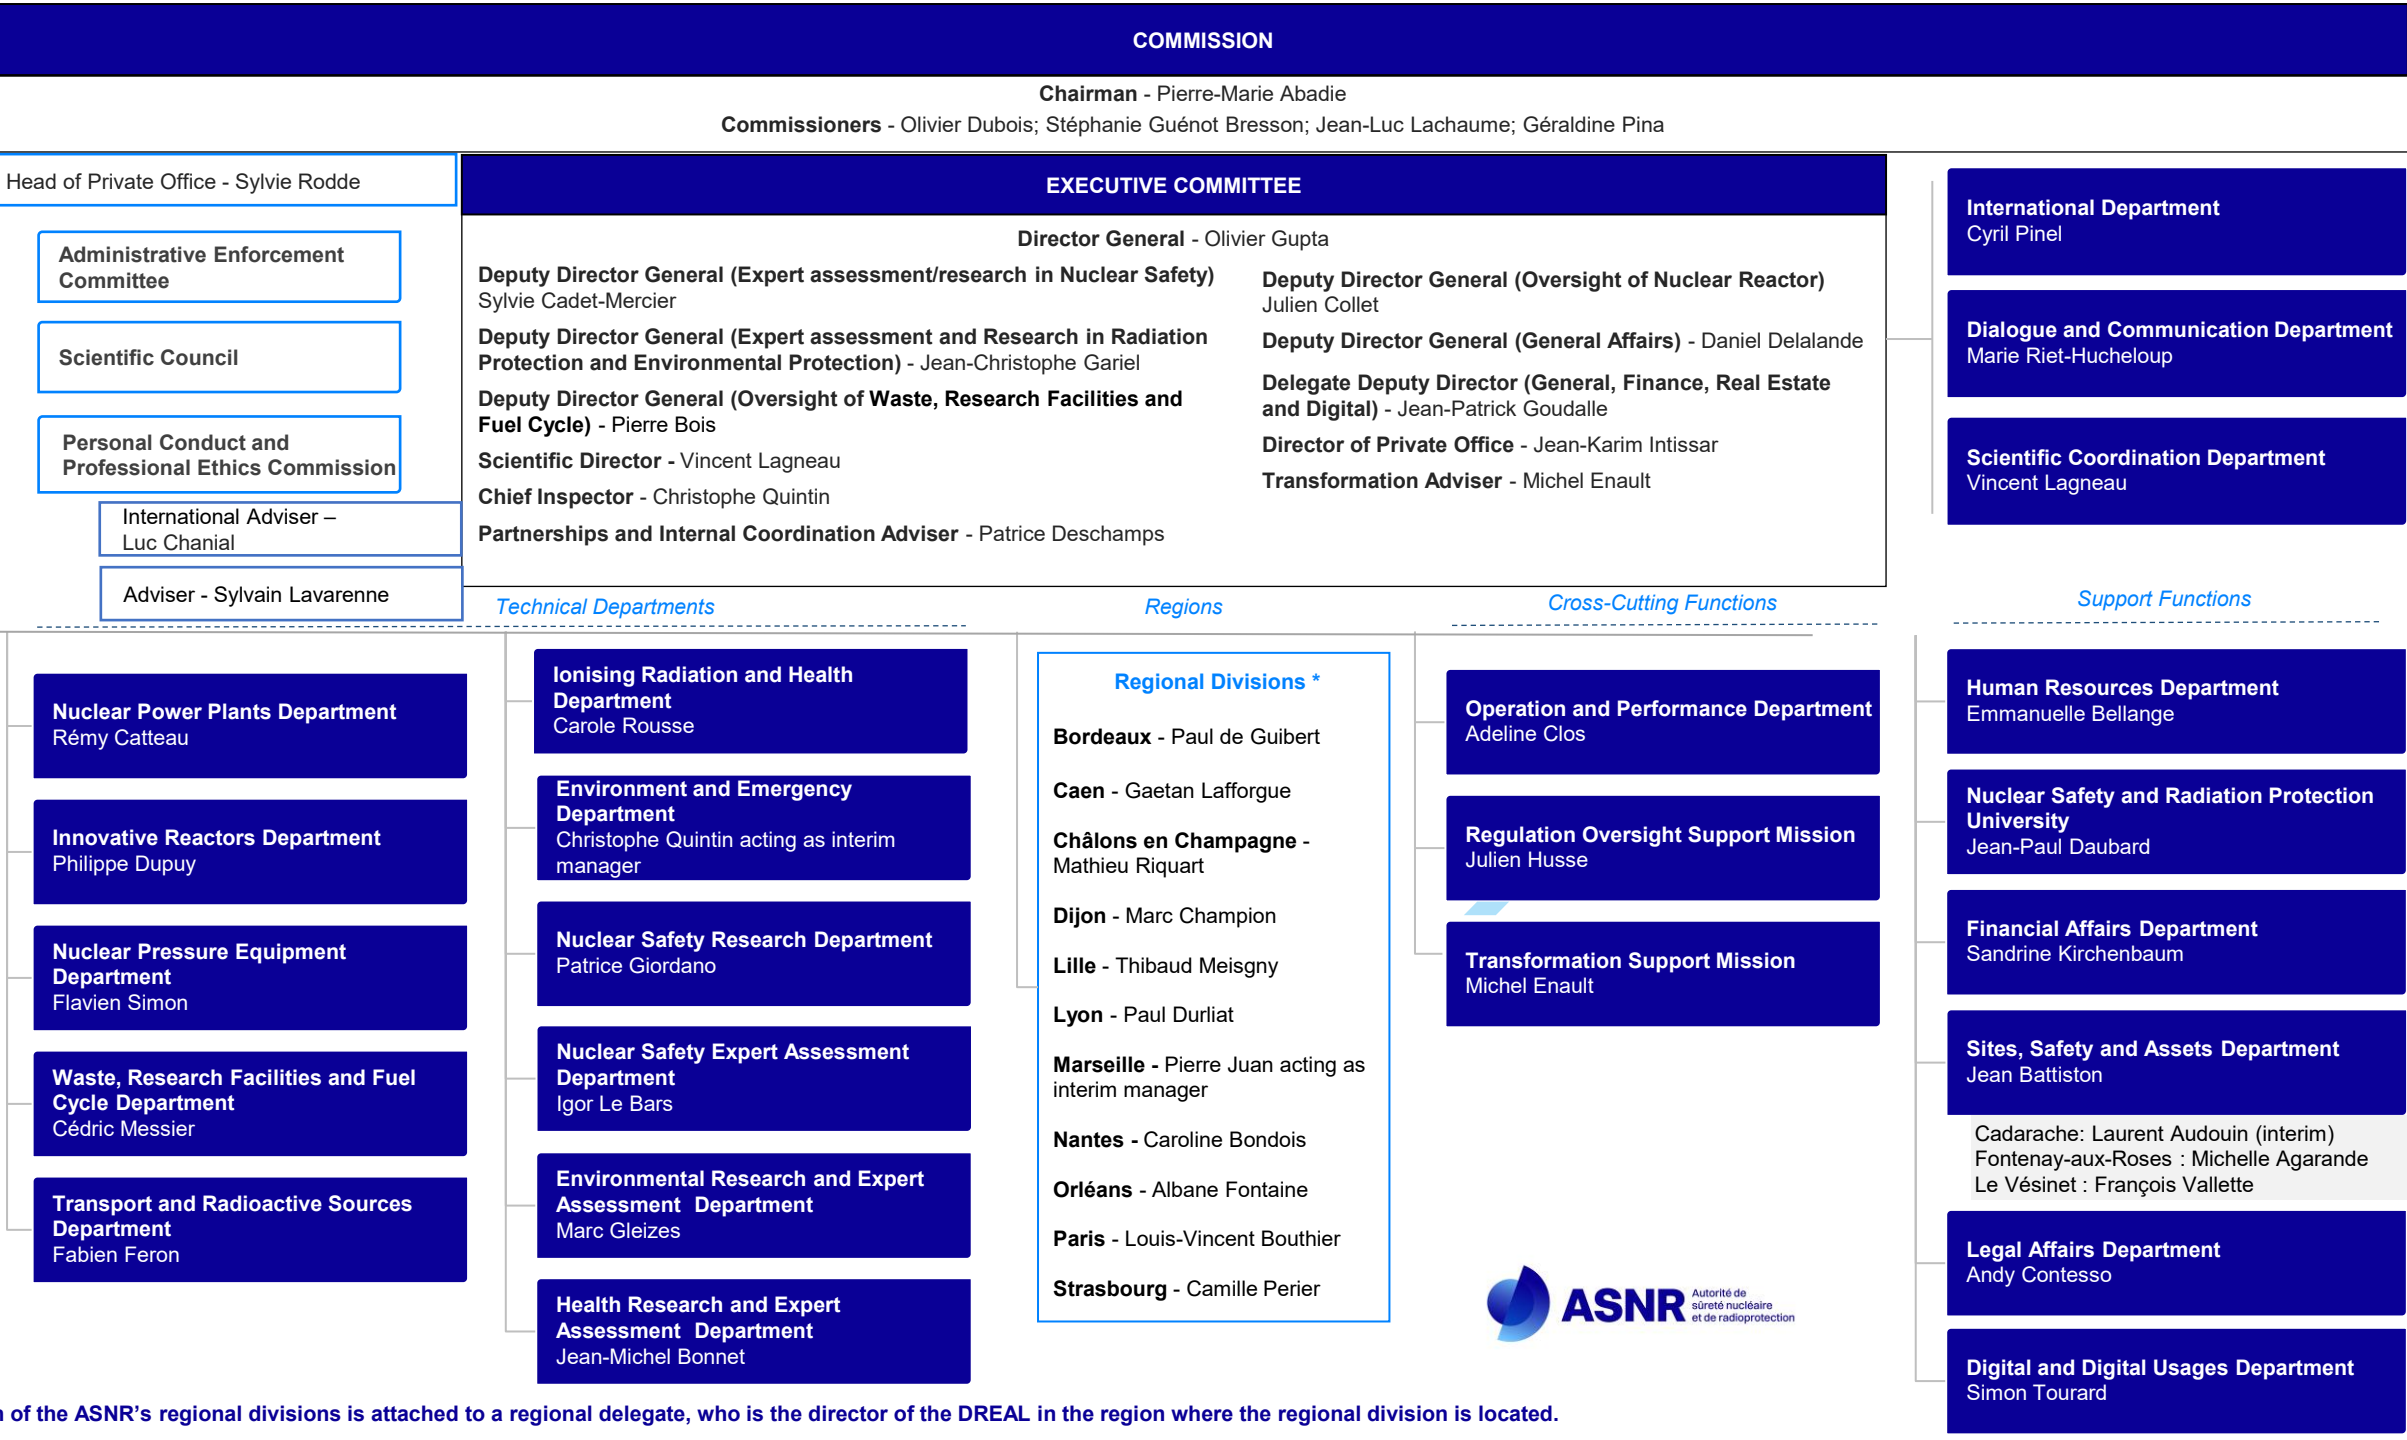 COMMISSION
Chairman - Pierre-Marie Abadie
Commissioners - Olivier Dubois; Stéphanie Guénot Bresson; Jean-Luc Lachaume; Géraldine Pina
Head of Private Office - Sylvie Rodde
Administrative Enforcement
Committee
Scientific Council
Personal Conduct and
Professional Ethics Commission
International Adviser –
Luc Chanial
Adviser - Sylvain Lavarenne
EXECUTIVE COMMITTEE
Director General - Olivier Gupta
Deputy Director General (Expert assessment/research in Nuclear Safety)
Sylvie Cadet-Mercier
Deputy Director General (Expert assessment and Research in Radiation
Protection and Environmental Protection) - Jean-Christophe Gariel
Deputy Director General (Oversight of Waste, Research Facilities and
Fuel Cycle) - Pierre Bois
Scientific Director - Vincent Lagneau
Chief Inspector - Christophe Quintin
Partnerships and Internal Coordination Adviser - Patrice Deschamps
Deputy Director General (Oversight of Nuclear Reactor)
Julien Collet
Deputy Director General (General Affairs) - Daniel Delalande
Delegate Deputy Director (General, Finance, Real Estate
and Digital) - Jean-Patrick Goudalle
Director of Private Office - Jean-Karim Intissar
Transformation Adviser - Michel Enault
International Department
Cyril Pinel
Dialogue and Communication Department
Marie Riet-Hucheloup
Scientific Coordination Department
Vincent Lagneau
Technical Departments
Nuclear Power Plants Department
Rémy Catteau
Innovative Reactors Department
Philippe Dupuy
Nuclear Pressure Equipment
Department
Flavien Simon
Waste, Research Facilities and Fuel
Cycle Department
Cédric Messier
Transport and Radioactive Sources
Department
Fabien Feron
Ionising Radiation and Health
Department
Carole Rousse
Environment and Emergency
Department
Christophe Quintin acting as interim
manager
Nuclear Safety Research Department
Patrice Giordano
Nuclear Safety Expert Assessment
Department
Igor Le Bars
Environmental Research and Expert
Assessment Department
Marc Gleizes
Health Research and Expert
Assessment Department
Jean-Michel Bonnet
Regions
Regional Divisions *
Bordeaux - Paul de Guibert
Caen - Gaetan Lafforgue
Châlons en Champagne -
Mathieu Riquart
Dijon - Marc Champion
Lille - Thibaud Meisgny
Lyon - Paul Durliat
Marseille - Pierre Juan acting as
interim manager
Nantes - Caroline Bondois
Orléans - Albane Fontaine
Paris - Louis-Vincent Bouthier
Strasbourg - Camille Perier
Cross-Cutting Functions
Operation and Performance Department
Adeline Clos
Regulation Oversight Support Mission
Julien Husse
Transformation Support Mission
Michel Enault
ASNR
Autorité de
sûreté nucléaire
et de radioprotection
Support Functions
Human Resources Department
Emmanuelle Bellange
Nuclear Safety and Radiation Protection
University
Jean-Paul Daubard
Financial Affairs Department
Sandrine Kirchenbaum
Sites, Safety and Assets Department
Jean Battiston
Cadarache: Laurent Audouin (interim)
Fontenay-aux-Roses : Michelle Agarande
Le Vésinet : François Vallette
Legal Affairs Department
Andy Contesso
Digital and Digital Usages Department
Simon Tourard
of the ASNR's regional divisions is attached to a regional delegate, who is the director of the DREAL in the region where the regional division is located.